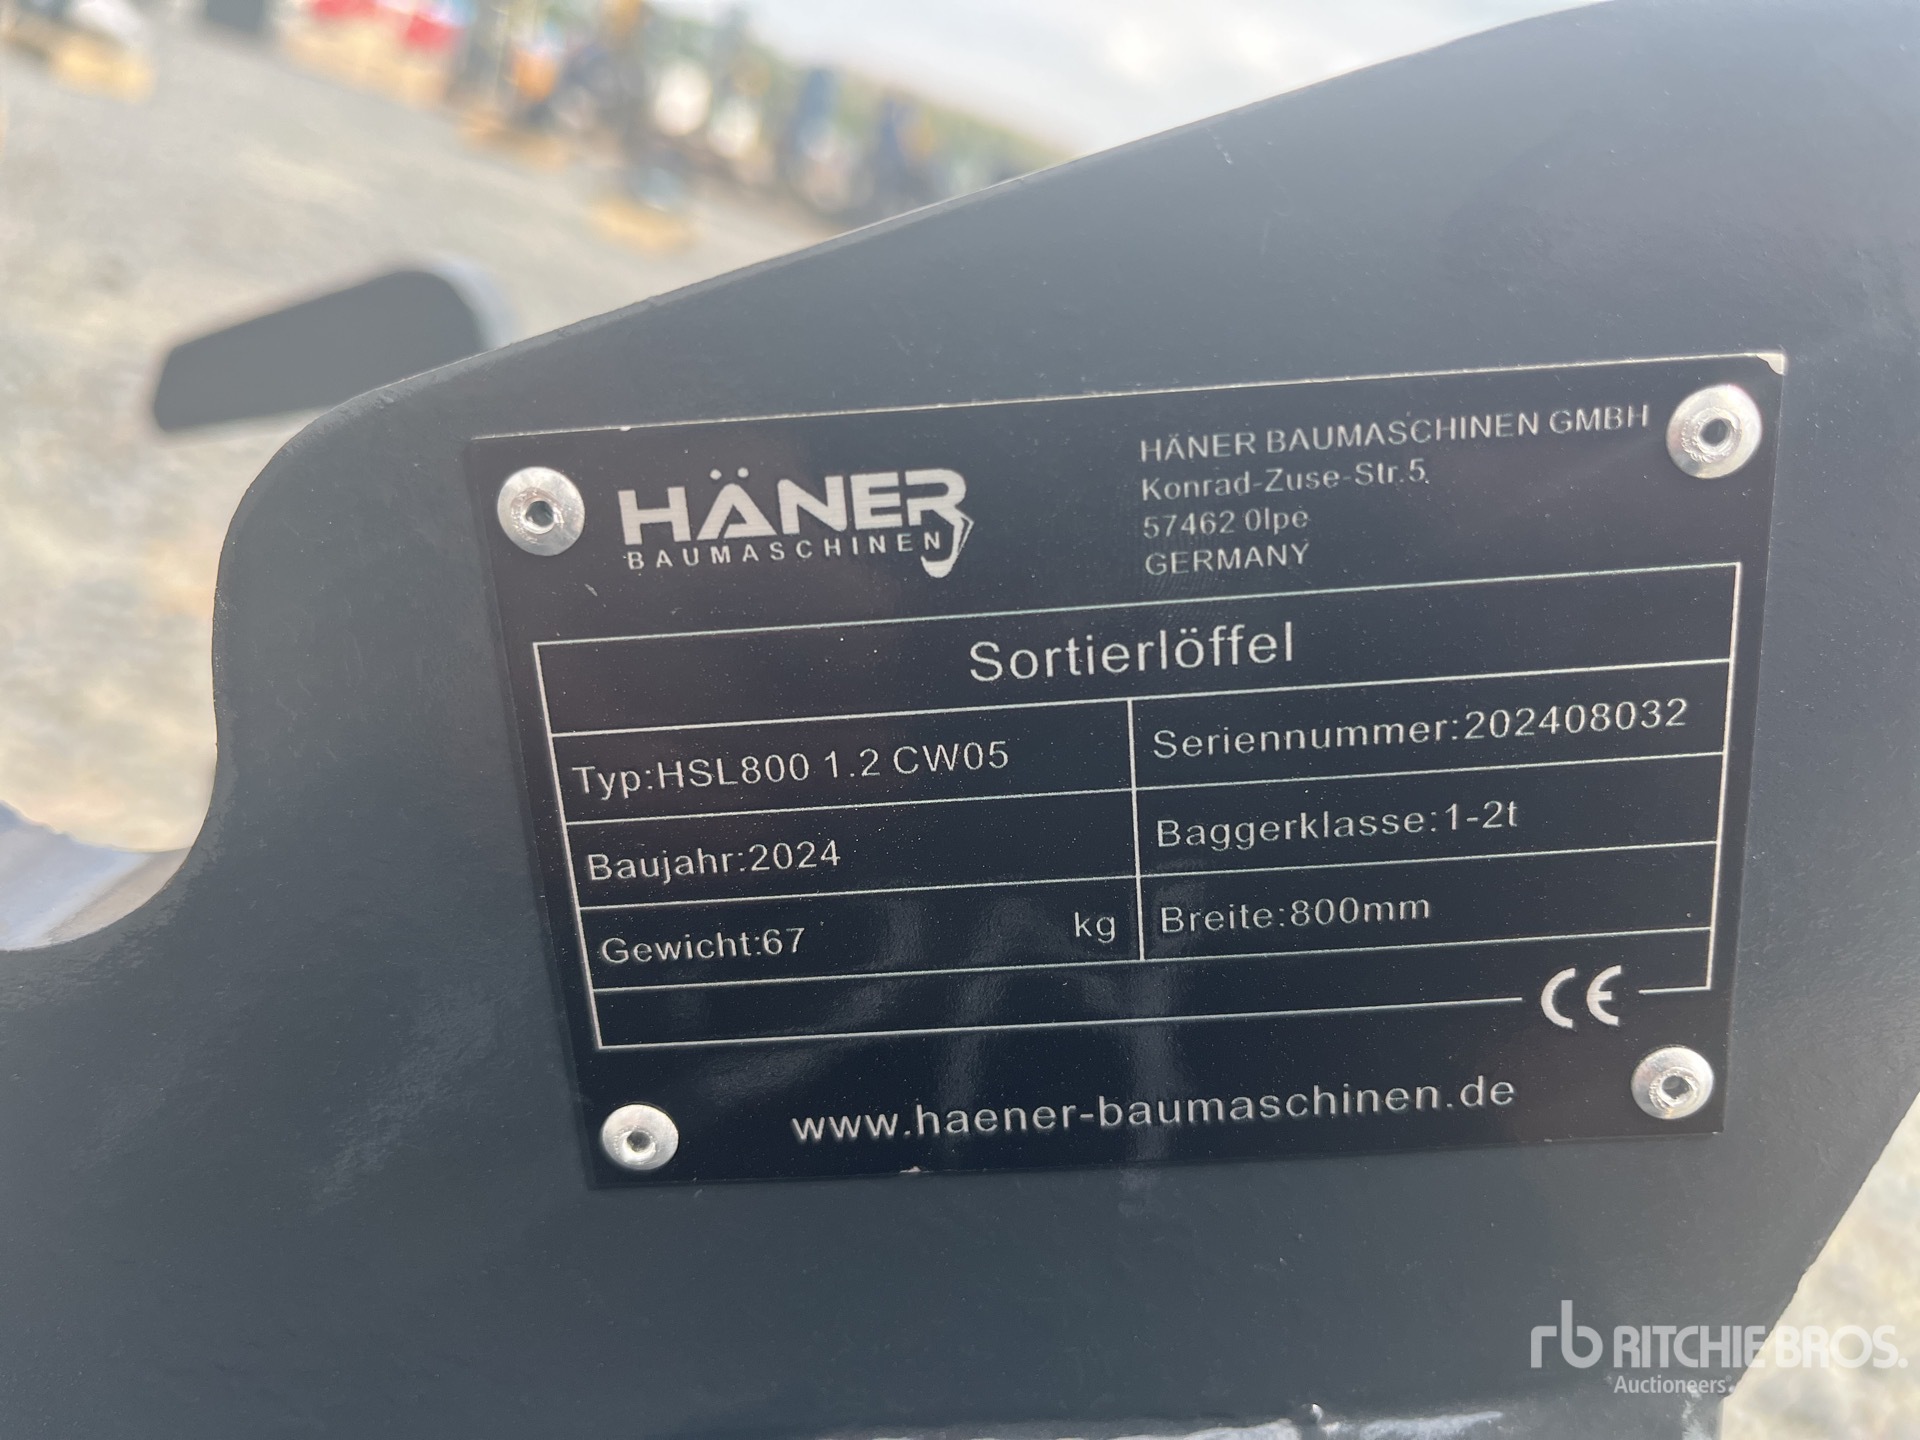 HÄNER
BAUMASCHINEN
HÄNER BAUMASCHINEN GMBH
Konrad-Zuse-Str.5
57462 Olpe
GERMANY
Sortierlöffel
Typ:HSL800 1.2 CW05
Seriennummer:202408032
Baujahr:2024
Baggerklasse:1-2t
Gewicht:67 kg
Breite:800mm
CE
www.haener-baumaschinen.de
rb RITCHIE BROS.
Auctioneers